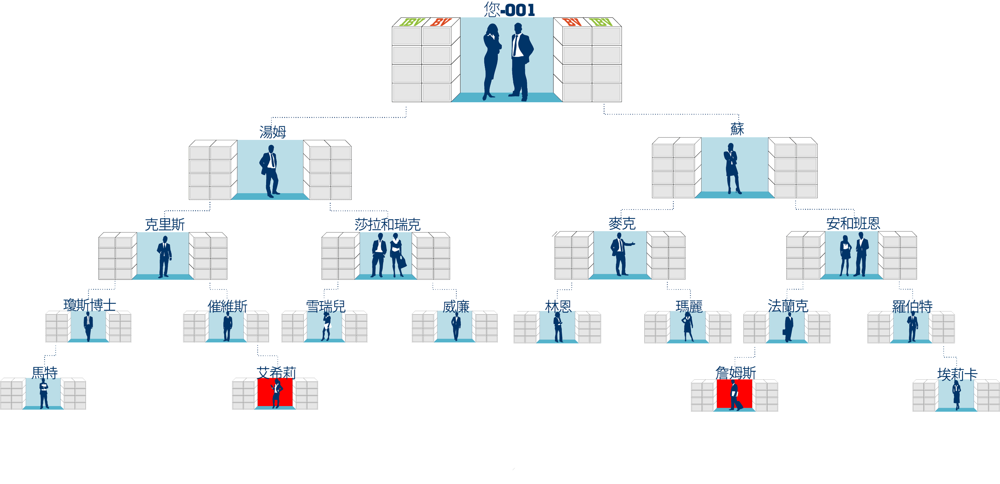 您-001
IBV BV BV IBV
湯姆 蘇
克里斯 莎拉和瑞克 麥克 安和班恩
瓊斯博士 催維斯 雪瑞兒 威廉 林恩 瑪麗 法蘭克 羅伯特
馬特 艾希莉 詹姆斯 埃莉卡